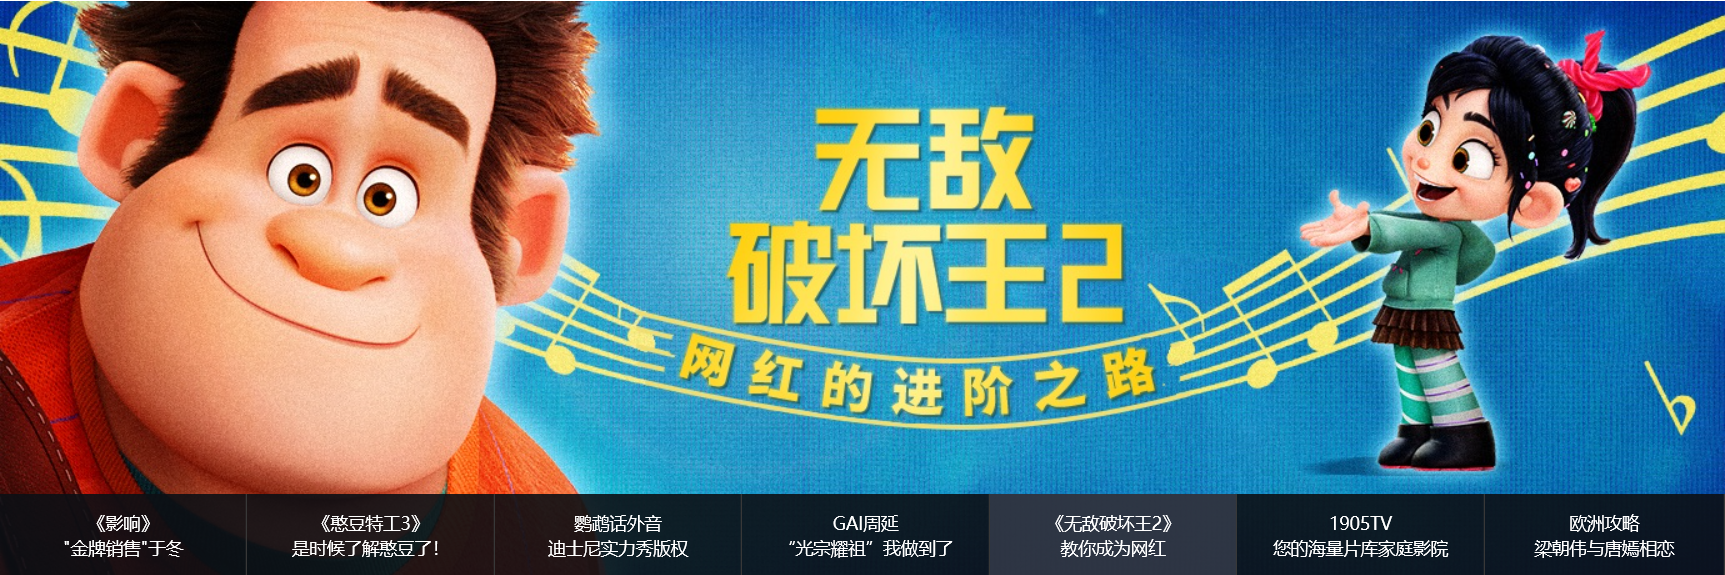 无敌
破坏王2
网红的进阶之路
《影响》
"金牌销售"于冬
《憨豆特工3》
是时候了解憨豆了！
鹦鹉话外音
迪士尼实力秀版权
GAI周延
“光宗耀祖”我做到了
《无敌破坏王2》
教你成为网红
1905TV
您的海量片库家庭影院
欧洲攻略
梁朝伟与唐嫣相恋